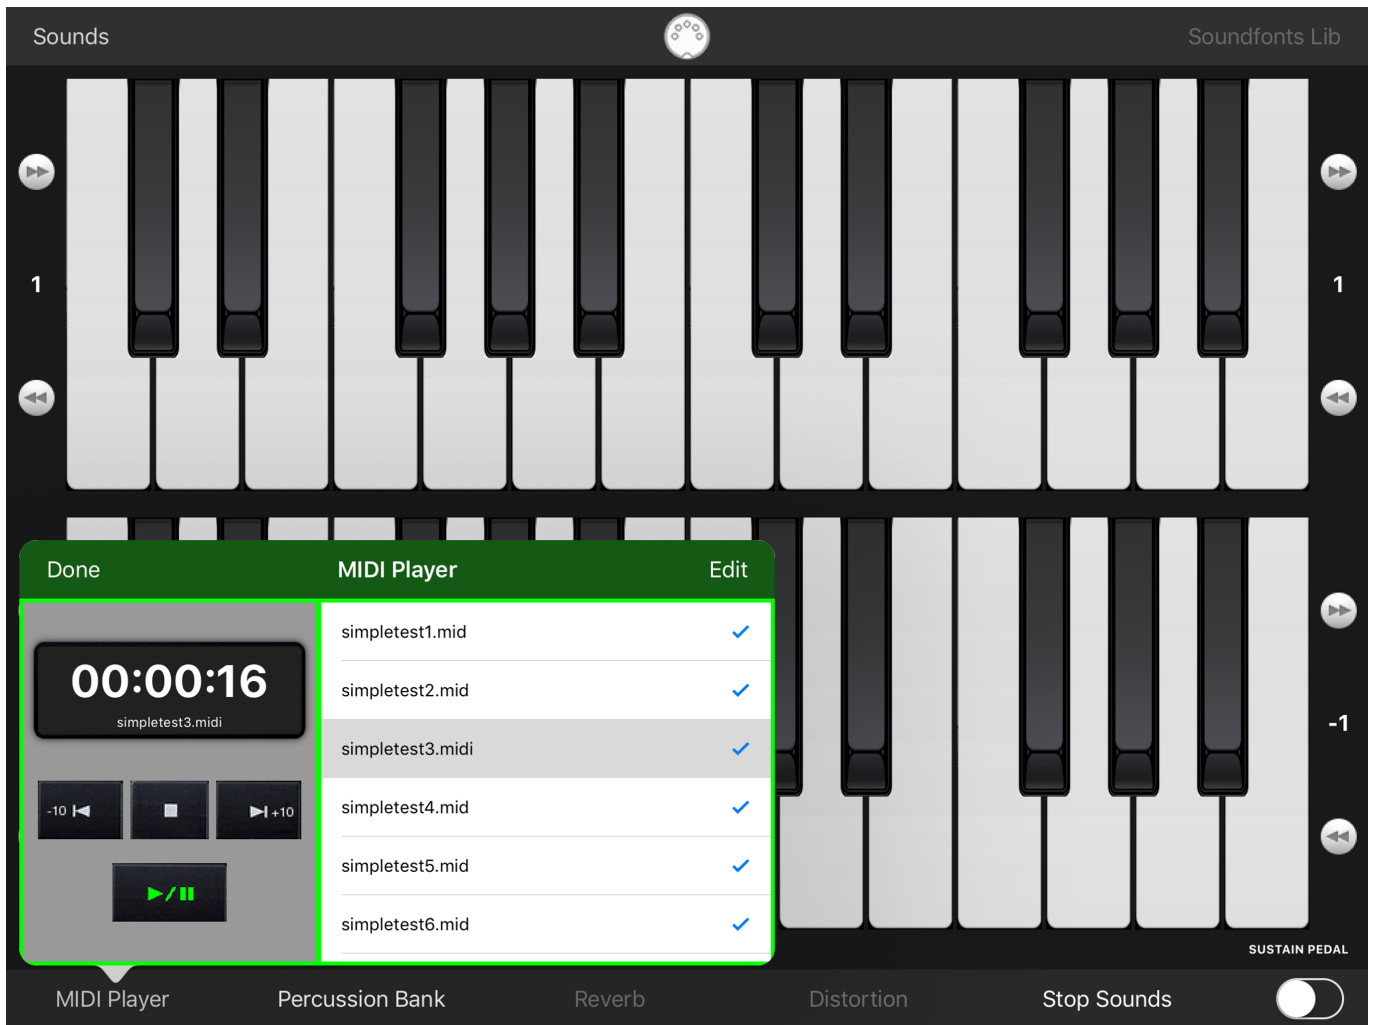 Sounds
Soundfonts Lib
1
1
Done
MIDI Player
Edit
00:00:16
simpletest3.midi
-10
+10
simpletest1.mid
simpletest2.mid
simpletest3.midi
simpletest4.mid
simpletest5.mid
simpletest6.mid
-1
SUSTAIN PEDAL
MIDI Player
Percussion Bank
Reverb
Distortion
Stop Sounds